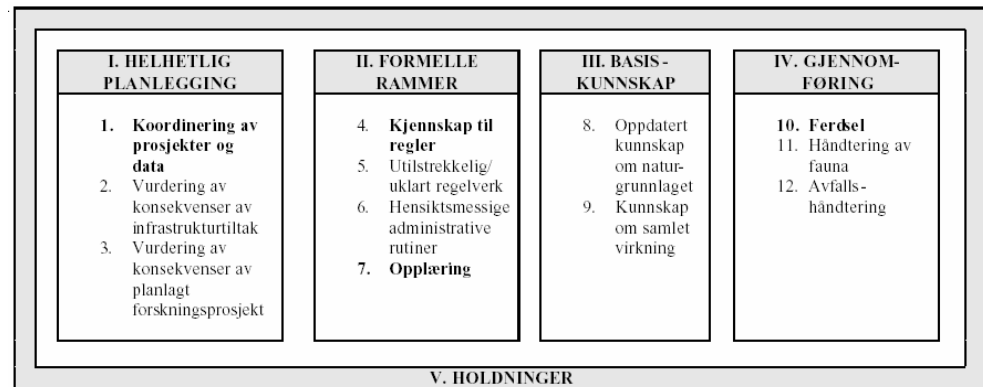 I. HELHETLIG
PLANLEGGING
1. Koordinering av
prosjekter og
data
2. Vurdering av
konsekvenser av
infrastrukturtiltak
3. Vurdering av
konsekvenser av
planlagt
forskningsprosjekt
II. FORMELLE
RAMMER
4. Kjennskap til
regler
5. Utilstrekkelig/
uklart regelverk
6. Hensiktsmessige
administrative
rutiner
7. Opplæring
III. BASIS-
KUNNSKAP
8. Oppdatert
kunnskap
om natur-
grunnlaget
9. Kunnskap
om samlet
virkning
IV. GJENNOM-
FØRING
10. Ferdsel
11. Håndtering av
fauna
12. Avfalls-
håndtering
V. HOLDNINGER